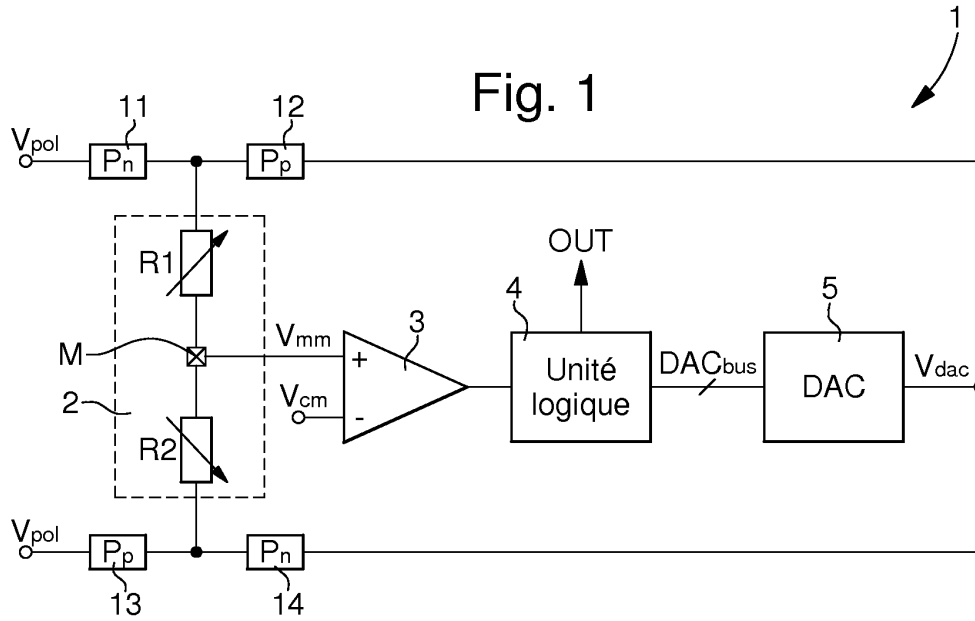 1
Fig. 1
11
12
Vpol
Pn
Pp
R1
OUT
M
Vmm
3
4
5
+
Unité
logique
DACbus
DAC
Vdac
2
Vcm
-
R2
Vpol
Pp
Pn
13
14